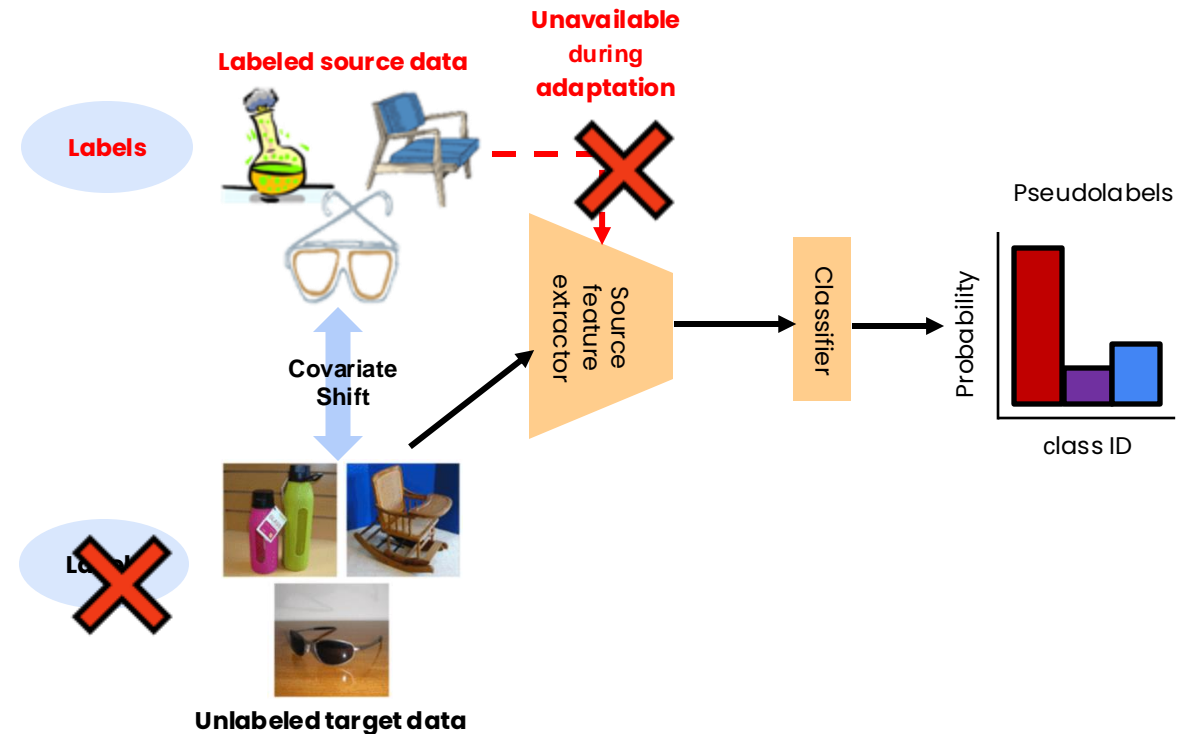 Unavailable
during
adaptation
Labeled source data
Labels
Pseudolabels
Source
feature
extractor
Classifier
Probability
Covariate
Shift
class ID
Unlabeled target data